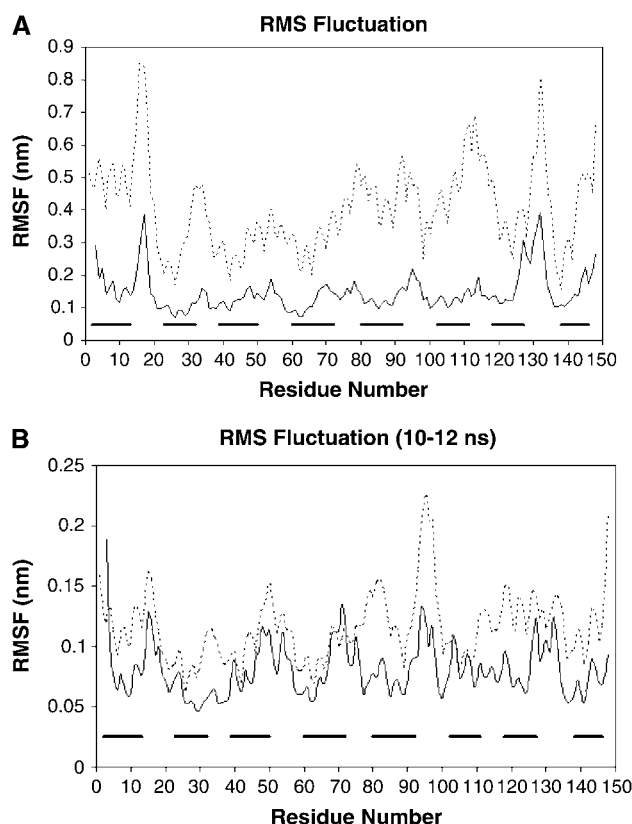 A
RMS Fluctuation
0.9
0.8
0.7
0.6
0.5
0.4
0.3
0.2
0.1
0
RMSF (nm)
0 10 20 30 40 50 60 70 80 90 100 110 120 130 140 150
Residue Number
B
RMS Fluctuation (10-12 ns)
0.25
0.2
0.15
0.1
0.05
0
RMSF (nm)
0 10 20 30 40 50 60 70 80 90 100 110 120 130 140 150
Residue Number